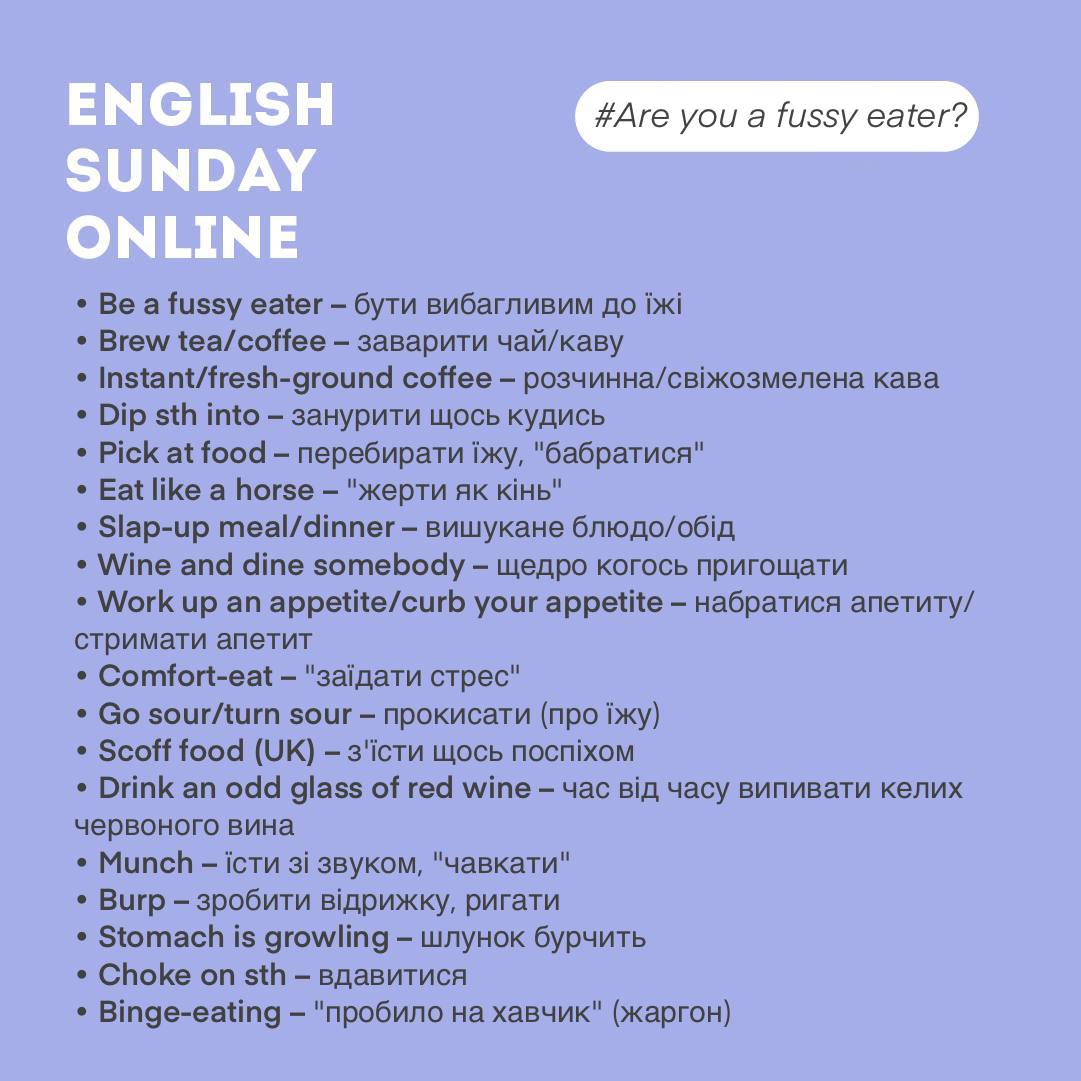 ENGLISH
SUNDAY
ONLINE
#Are you a fussy eater?
• Be a fussy eater – бути вибагливим до їжі
• Brew tea/coffee – заварити чай/каву
• Instant/fresh-ground coffee – розчинна/свіжозмелена кава
• Dip sth into – занурити щось кудись
• Pick at food – перебирати їжу, "бабратися"
• Eat like a horse – "жерти як кінь"
• Slap-up meal/dinner – вишукане блюдо/обід
• Wine and dine somebody – щедро когось пригощати
• Work up an appetite/curb your appetite – набратися апетиту/
стримати апетит
• Comfort-eat – "заїдати стрес"
• Go sour/turn sour – прокисати (про їжу)
• Scoff food (UK) – з'їсти щось поспіхом
• Drink an odd glass of red wine – час від часу випивати келих
червоного вина
• Munch – їсти зі звуком, "чавкати"
• Burp – зробити відрижку, ригати
• Stomach is growling – шлунок бурчить
• Choke on sth – вдавитися
• Binge-eating – "пробило на хавчик" (жаргон)